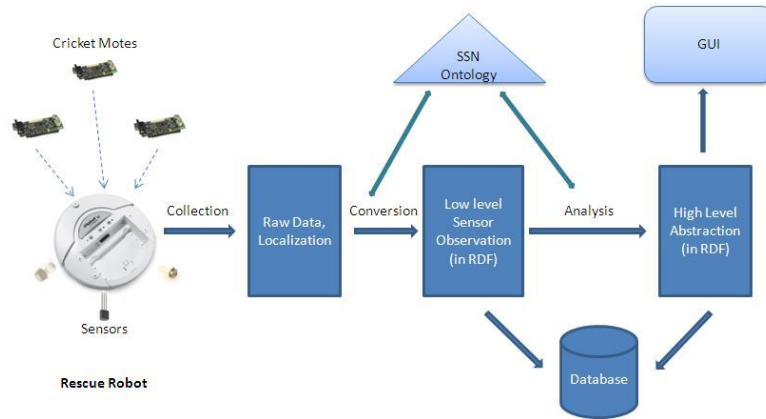 Cricket Motes
SSN
Ontology
GUI
Collection
Raw Data,
Localization
Conversion
Low level
Sensor
Observation
(in RDF)
Analysis
High Level
Abstraction
(in RDF)
Sensors
Database
Rescue Robot